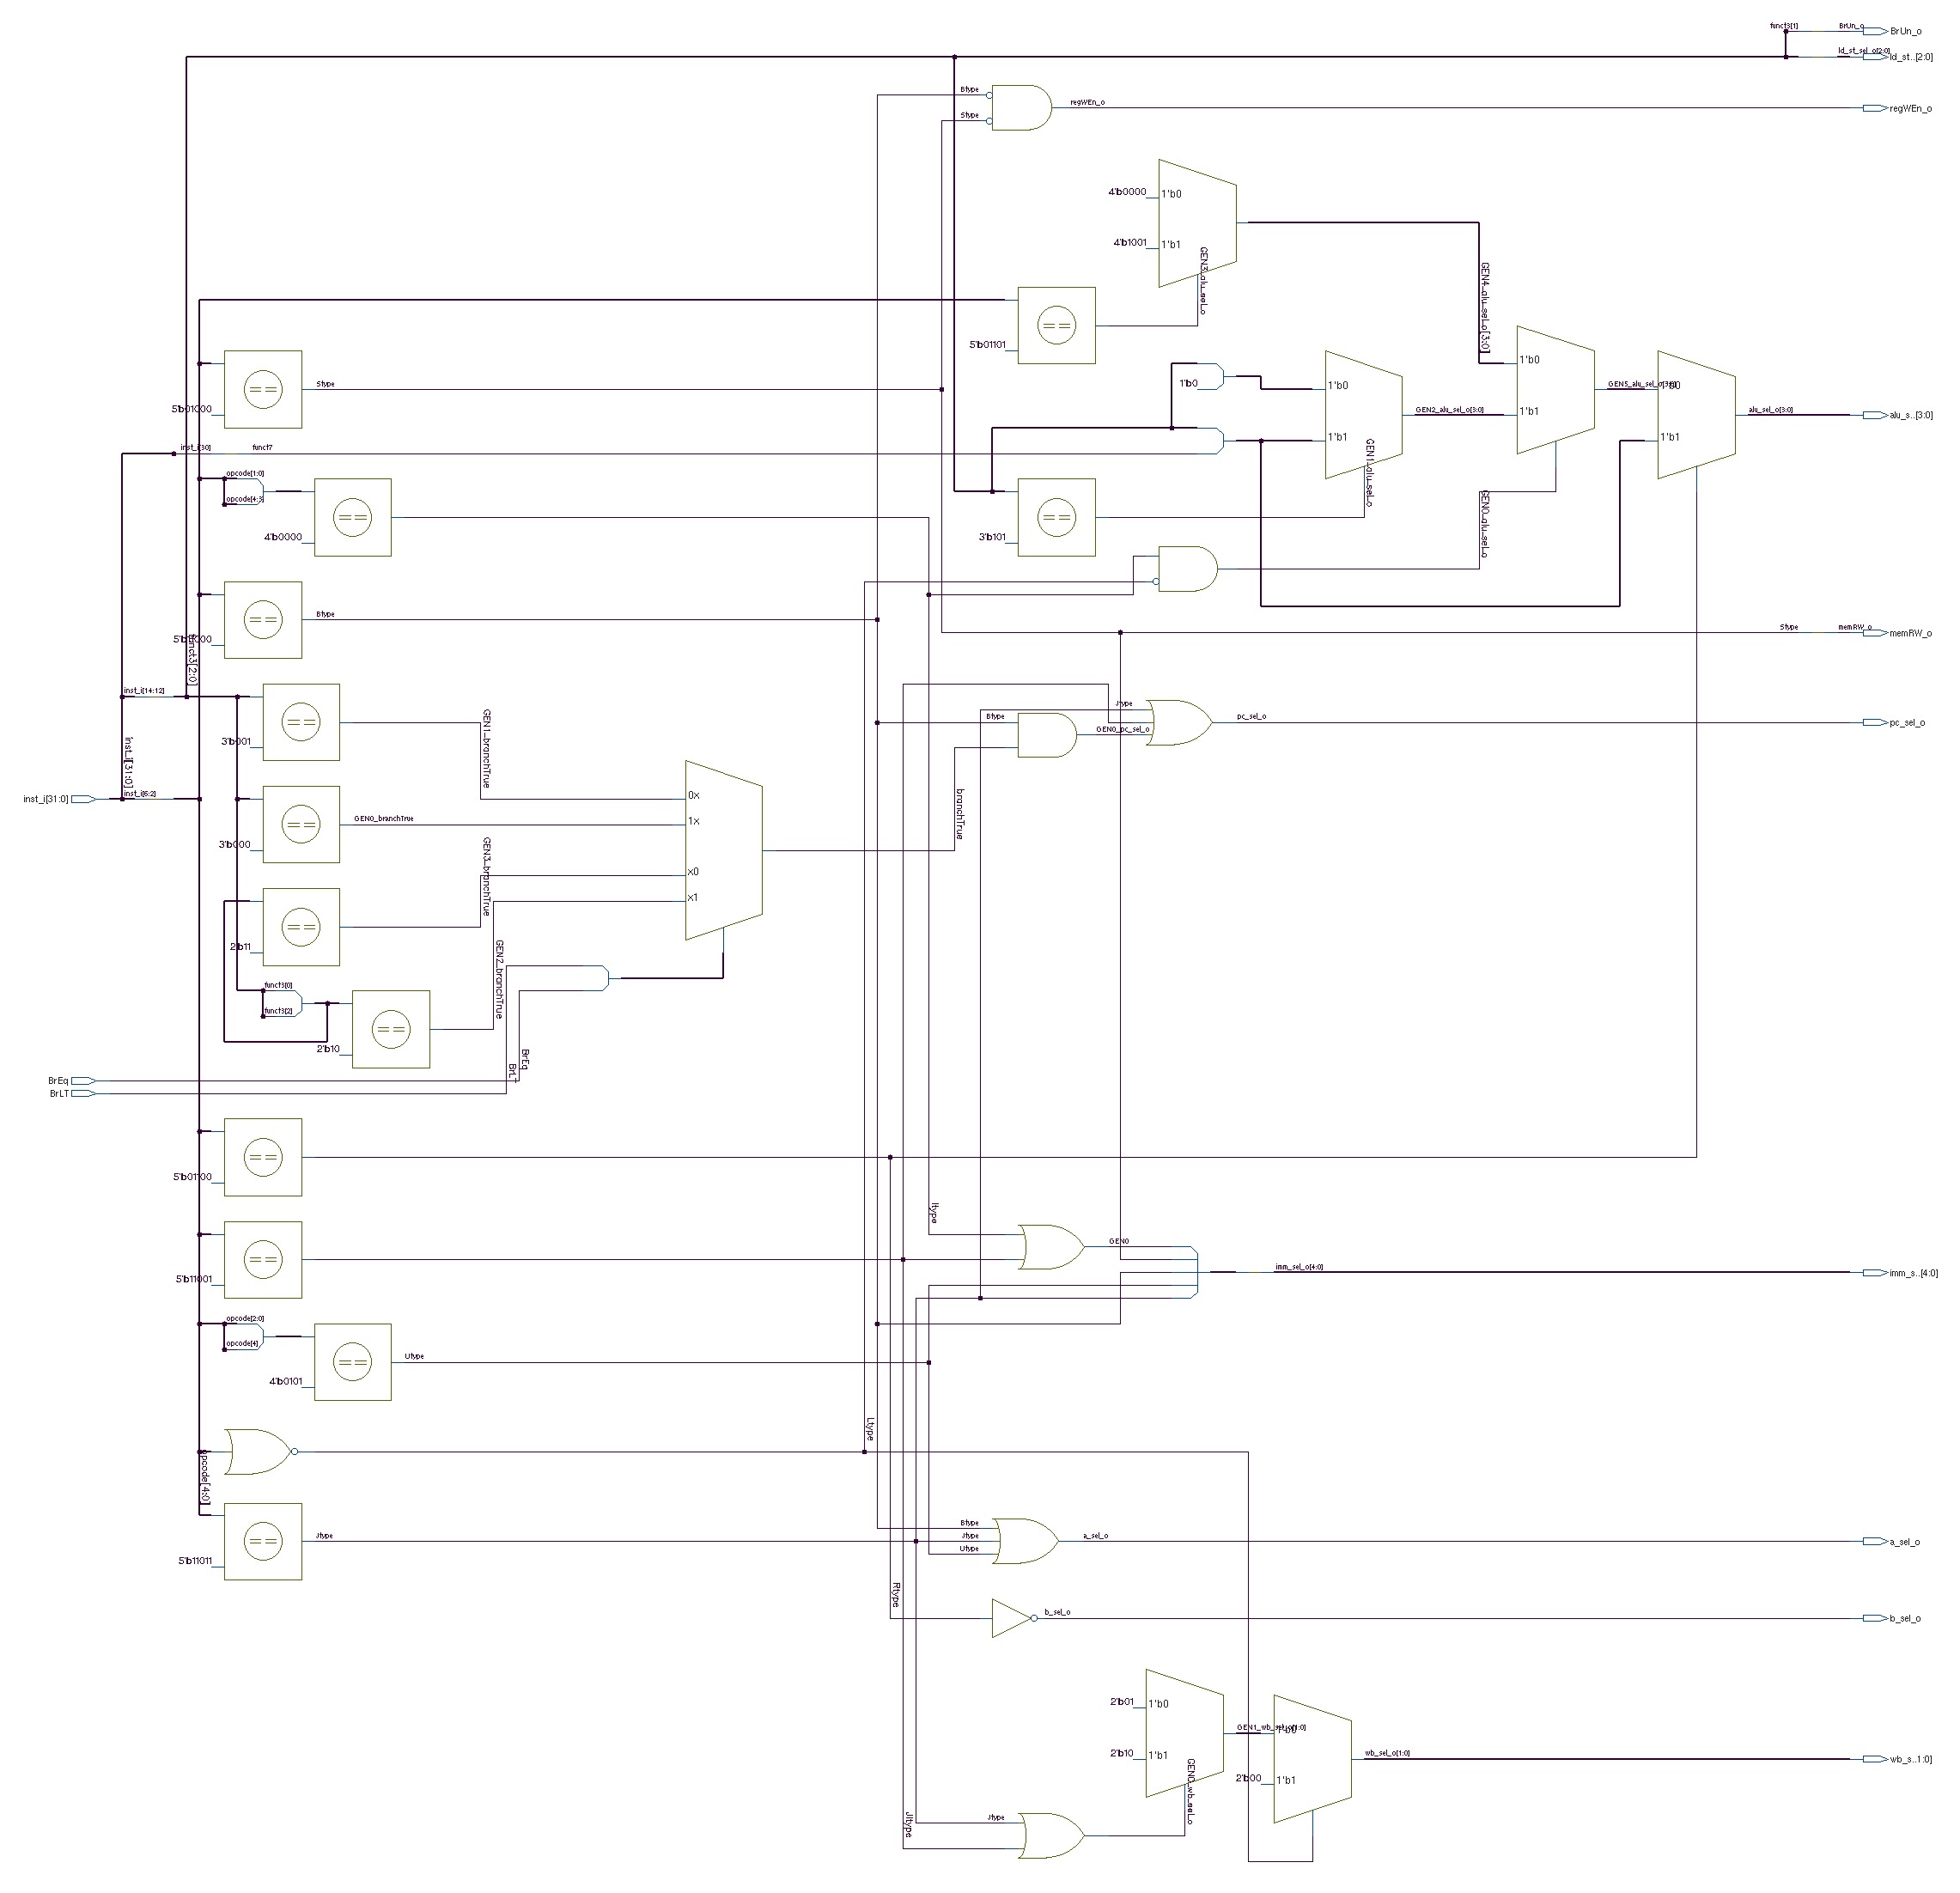 funct3[1]
BrUn_o
BrUn_o
ld_st_sel_o[2:0]
ld_st..[2:0]
Btype
regWEn_o
regWEn_o
Stype
4'b0000
1'b0
4'b1001
1'b1
GEN3_alu_sel_o
GEN4_alu_sel_o[3:0]
==
5'b01101
==
Stype
5'b01000
1'b0
1'b0
1'b1
GEN2_alu_sel_o[3:0]
GEN1_alu_sel_o
1'b0
1'b1
GEN5_alu_sel_o[3:0]
1'b0
1'b1
alu_sel_o[3:0]
alu_s..[3:0]
inst_i[30]
funct7
opcode[1:0]
opcode[4:3]
==
4'b0000
==
3'b101
GEN0_alu_sel_o
==
Btype
funct3[2:0]
Stype
memRW_o
memRW_o
inst_i[14:12]
==
3'b001
GEN1_branchTrue
Btype
Jtype
GEN0_pc_sel_o
pc_sel_o
pc_sel_o
inst_i[31:0]
inst_i[31:0]
inst_i[6:2]
==
3'b000
GEN0_branchTrue
0x
1x
x0
x1
branchTrue
==
2'b11
GEN3_branchTrue
GEN2_branchTrue
funct3[0]
funct3[2]
==
2'b10
BrEq
BrLT
BrEq
BrLT
==
5'b01100
==
5'b11001
Itype
GEN0
imm_sel_o[4:0]
imm_s..[4:0]
opcode[2:0]
opcode[4]
==
4'b0101
Utype
Ltype
opcode[4:0]
==
5'b11011
Jtype
Btype
Jtype
Utype
a_sel_o
a_sel_o
Rtype
b_sel_o
b_sel_o
2'b01
1'b0
2'b10
1'b1
GEN0_wb_sel_o
GEN1_wb_sel_o[1:0]
1'b0
2'b00
1'b1
wb_sel_o[1:0]
wb_s..1:0]
Jtype
JItype